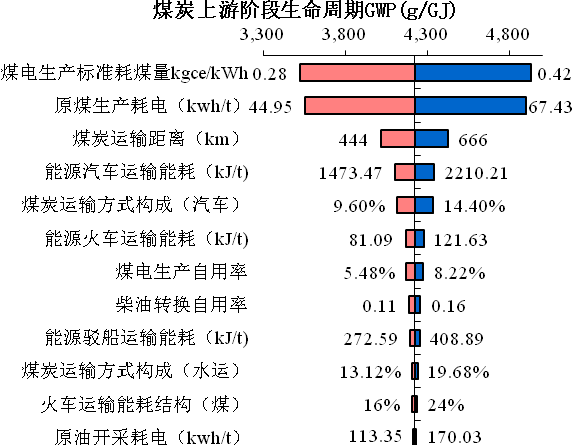 煤炭上游阶段生命周期GWP(g/GJ)
3,300 3,800 4,300 4,800
煤电生产标准耗煤量kgce/kWh 0.28 0.42
原煤生产耗电（kwh/t） 44.95 67.43
煤炭运输距离（km） 444 666
能源汽车运输能耗（kJ/t） 1473.47 2210.21
煤炭运输方式构成（汽车） 9.60% 14.40%
能源火车运输能耗（kJ/t） 81.09 121.63
煤电生产自用率 5.48% 8.22%
柴油转换自用率 0.11 0.16
能源驳船运输能耗（kJ/t） 272.59 408.89
煤炭运输方式构成（水运） 13.12% 19.68%
火车运输能耗结构（煤） 16% 24%
原油开采耗电（kwh/t） 113.35 170.03